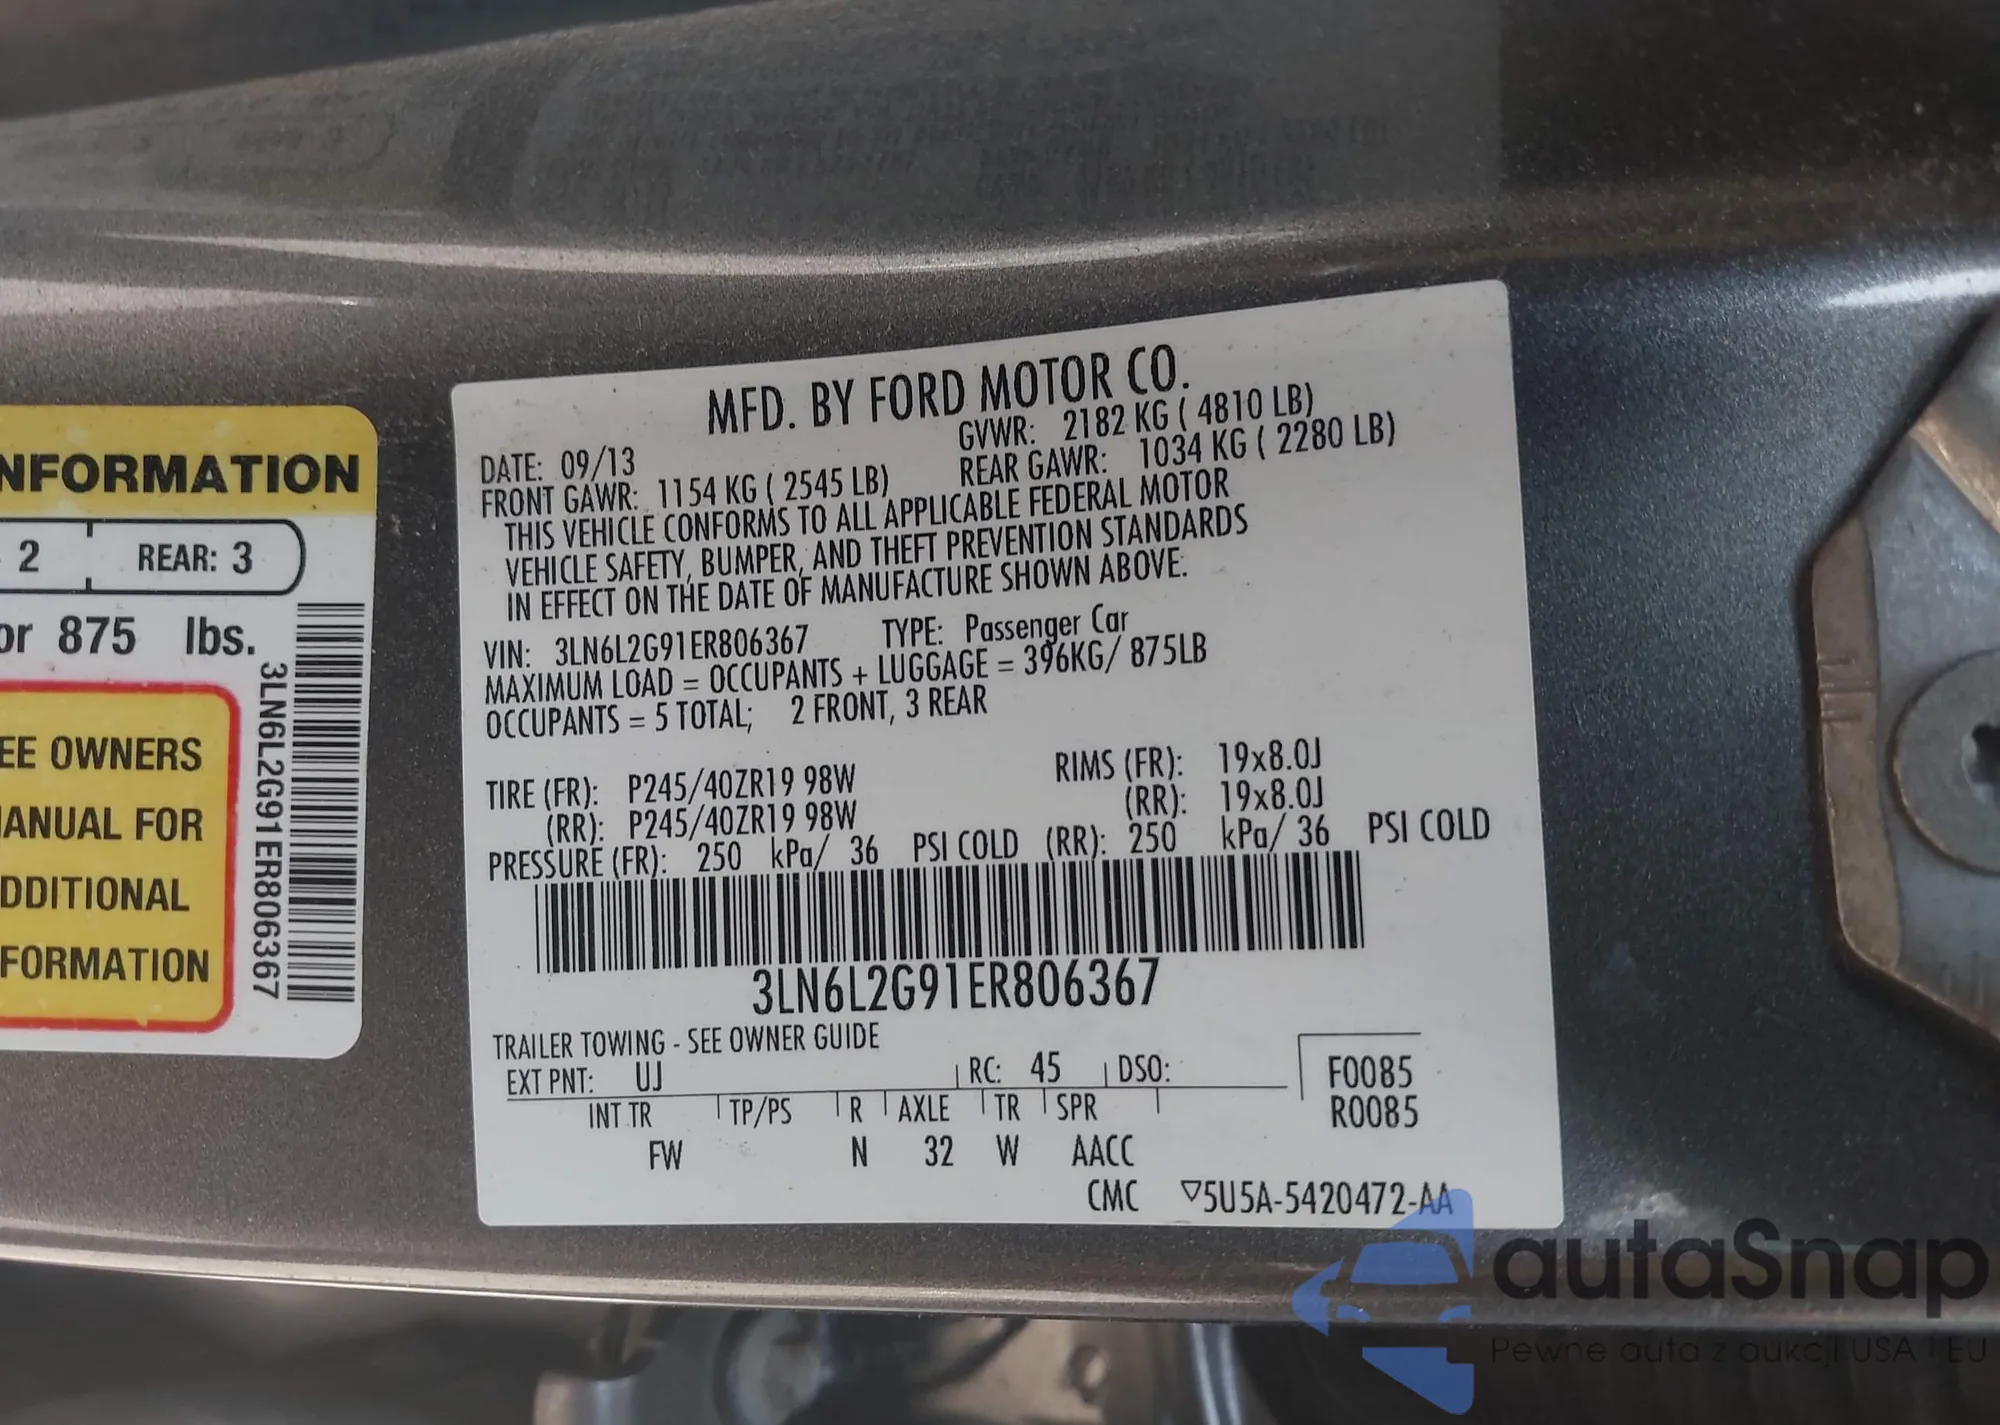 NFORMATION
2 REAR: 3
or 875 lbs.
EE OWNERS
ANUAL FOR
DDITIONAL
FORMATION
3LN6L2G91ER806367
MFD. BY FORD MOTOR CO.
DATE: 09/13 GVWR: 2182 KG ( 4810 LB)
FRONT GAWR: 1154 KG ( 2545 LB) REAR GAWR: 1034 KG ( 2280 LB)
THIS VEHICLE CONFORMS TO ALL APPLICABLE FEDERAL MOTOR
VEHICLE SAFETY, BUMPER, AND THEFT PREVENTION STANDARDS
IN EFFECT ON THE DATE OF MANUFACTURE SHOWN ABOVE.
VIN: 3LN6L2G91ER806367 TYPE: Passenger Car
MAXIMUM LOAD = OCCUPANTS + LUGGAGE = 396KG/ 875LB
OCCUPANTS = 5 TOTAL; 2 FRONT, 3 REAR
TIRE (FR): P245/40ZR19 98W RIMS (FR): 19x8.0J
(RR): P245/40ZR19 98W (RR): 19x8.0J
PRESSURE (FR): 250 kPa/ 36 PSI COLD (RR): 250 kPa/ 36 PSI COLD
3LN6L2G91ER806367
TRAILER TOWING - SEE OWNER GUIDE
EXT PNT: UJ RC: 45 DSO: F0085
INT TR TP/PS R AXLE TR SPR R0085
FW N 32 W AACC
CMC ▽5U5A-5420472-AA
autaSnap
Pewne auta z aukcji USA i EU